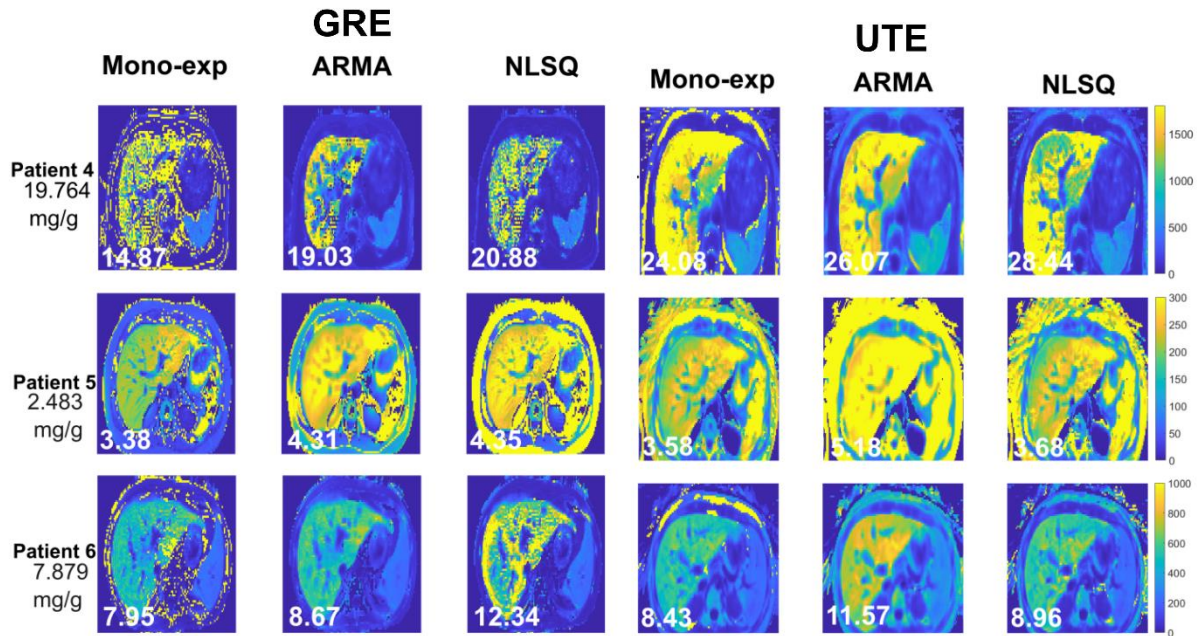 GRE
UTE
Mono-exp ARMA NLSQ Mono-exp ARMA NLSQ
Patient 4
19.764
mg/g
14.87 19.03 20.88 24.08 26.07 28.44
1500
1000
500
0
Patient 5
2.483
mg/g
3.38 4.31 4.35 3.58 5.18 3.68
300
250
200
150
100
50
0
Patient 6
7.879
mg/g
7.95 8.67 12.34 8.43 11.57 8.96
1000
800
600
400
200
0